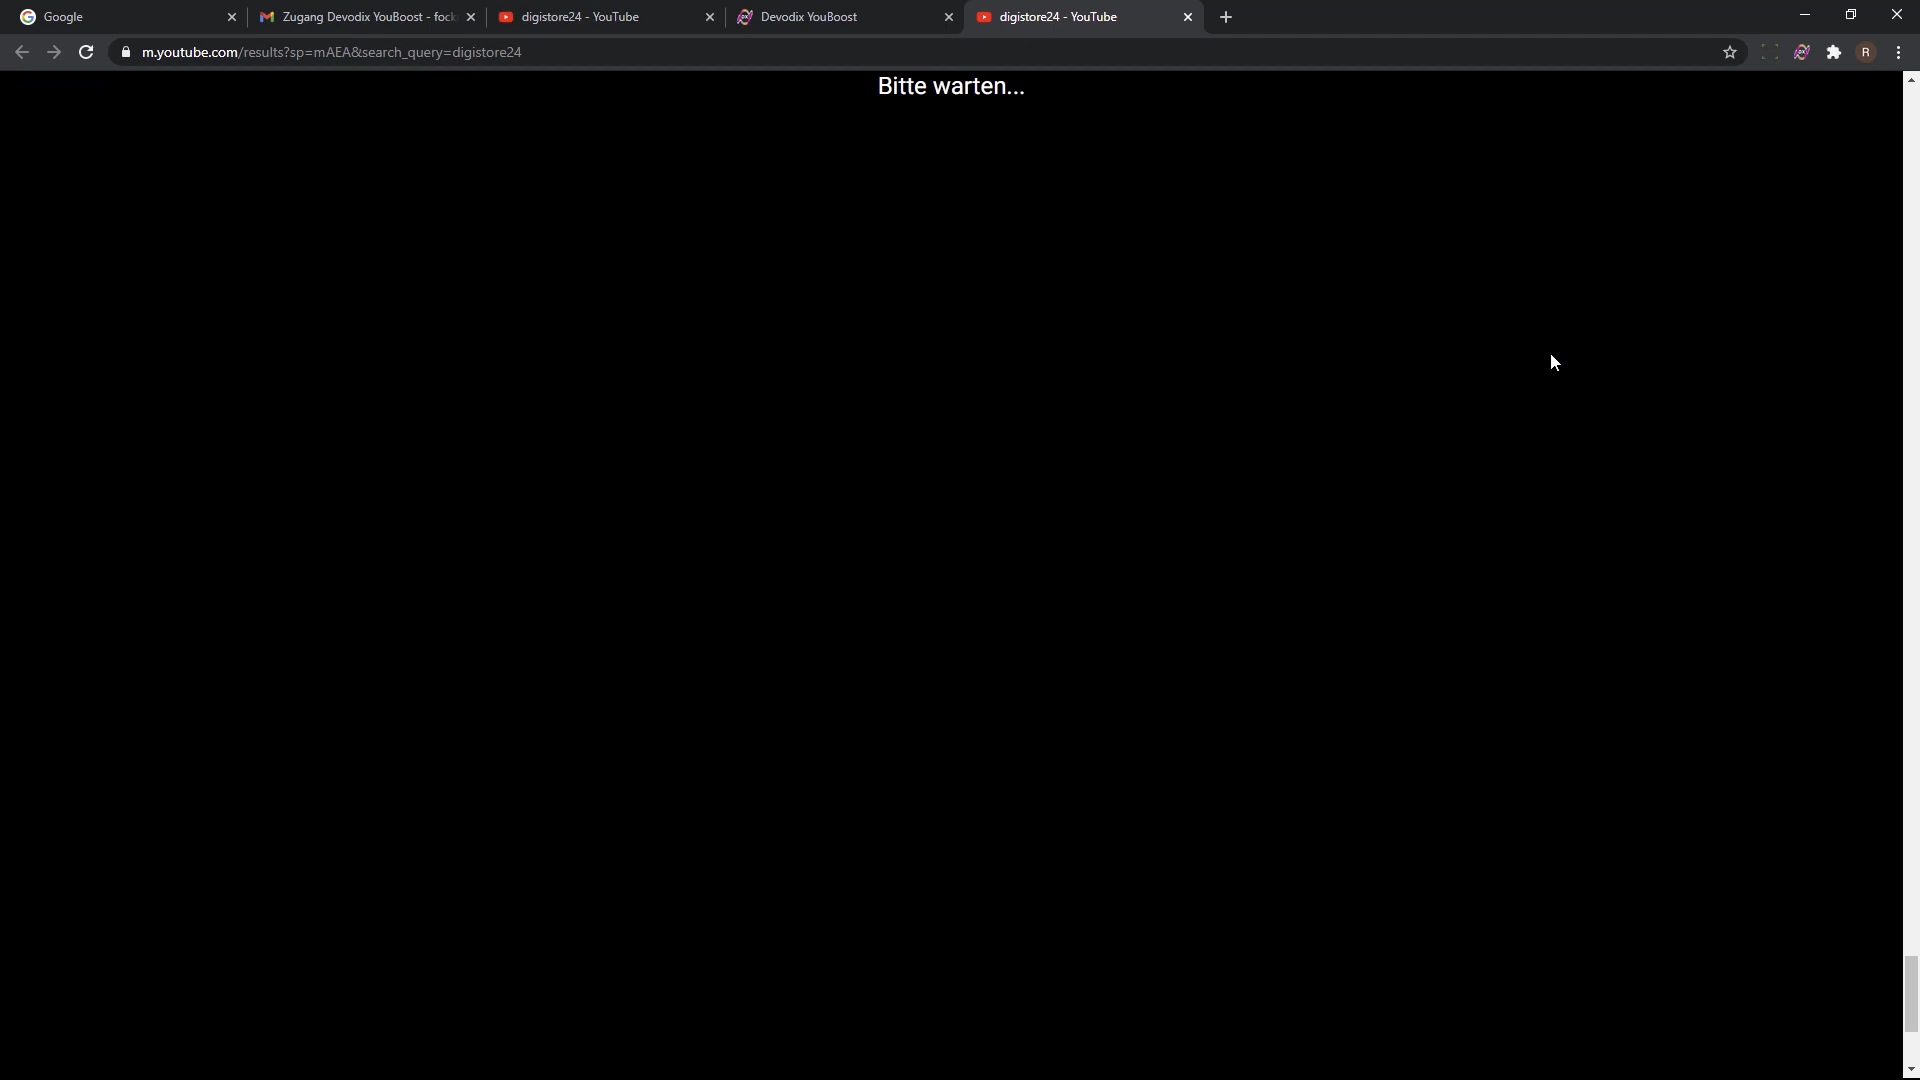 Google
Zugang Devodix YouBoost - fock
digistore24 - YouTube
Devodix YouBoost
digistore24 - YouTube
m.youtube.com/results?sp=mAEA&search_query=digistore24
R
Bitte warten...